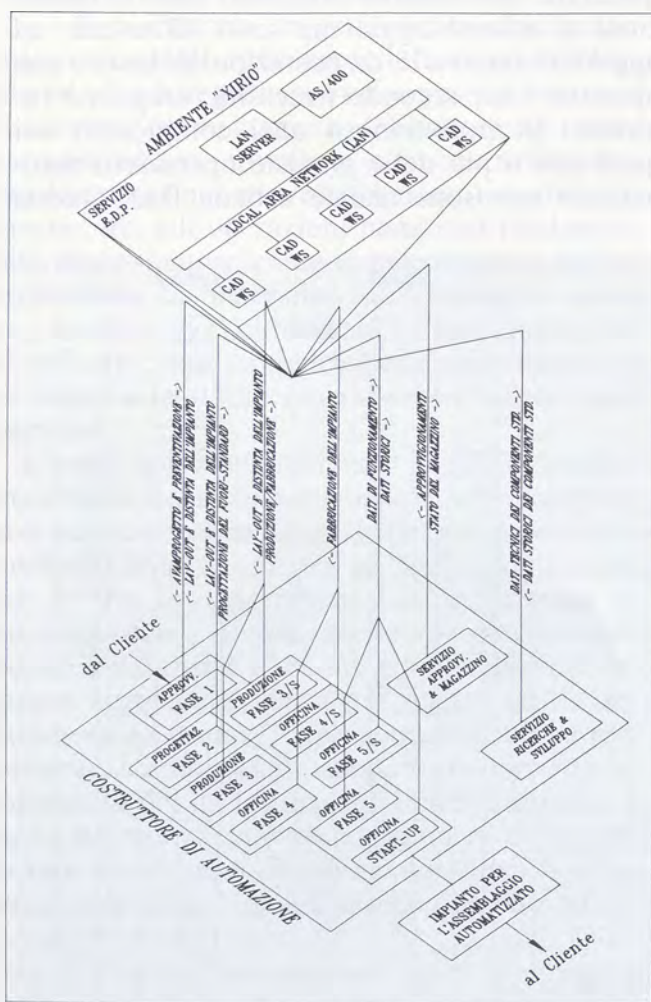 AMBIENTE "XIRIO"
SERVIZIO
E.D.P.
LAN
SERVER
AS/400
LOCAL AREA NETWORK (LAN)
CAD
WS
CAD
WS
CAD
WS
CAD
WS
CAD
WS
<- AVAMPROGETTO E PREVENTIVAZIONE ->
<- LAY-OUT E DISTINTA DELL'IMPIANTO
<- LAY-OUT E DISTINTA DELL'IMPIANTO
PROGETTAZIONE DEL FUORI-STANDARD ->
<- LAY-OUT E DISTINTA DELL'IMPIANTO
PRODUZIONE/FABBRICAZIONE ->
<- FABBRICAZIONE DELL'IMPIANTO
DATI DI FUNZIONAMENTO ->
DATI STORICI ->
<- APPROVVIGIONAMENTI
STATO DEL MAGAZZINO ->
DATI TECNICI DEI COMPONENTI STD. ->
<- DATI STORICI DEI COMPONENTI STD.
dal Cliente
APPROVV.
FASE 1
PROGETTAZ.
FASE 2
PRODUZIONE
FASE 3
OFFICINA
FASE 4
PRODUZIONE
FASE 3/S
OFFICINA
FASE 4/S
OFFICINA
FASE 5/S
OFFICINA
FASE 5
OFFICINA
START-UP
SERVIZIO
APPROVV.
& MAGAZZINO
SERVIZIO
RICERCHE &
SVILUPPO
COSTRUTTORE DI AUTOMAZIONE
IMPIANTO PER
L'ASSEMBLAGGIO
AUTOMATIZZATO
al Cliente